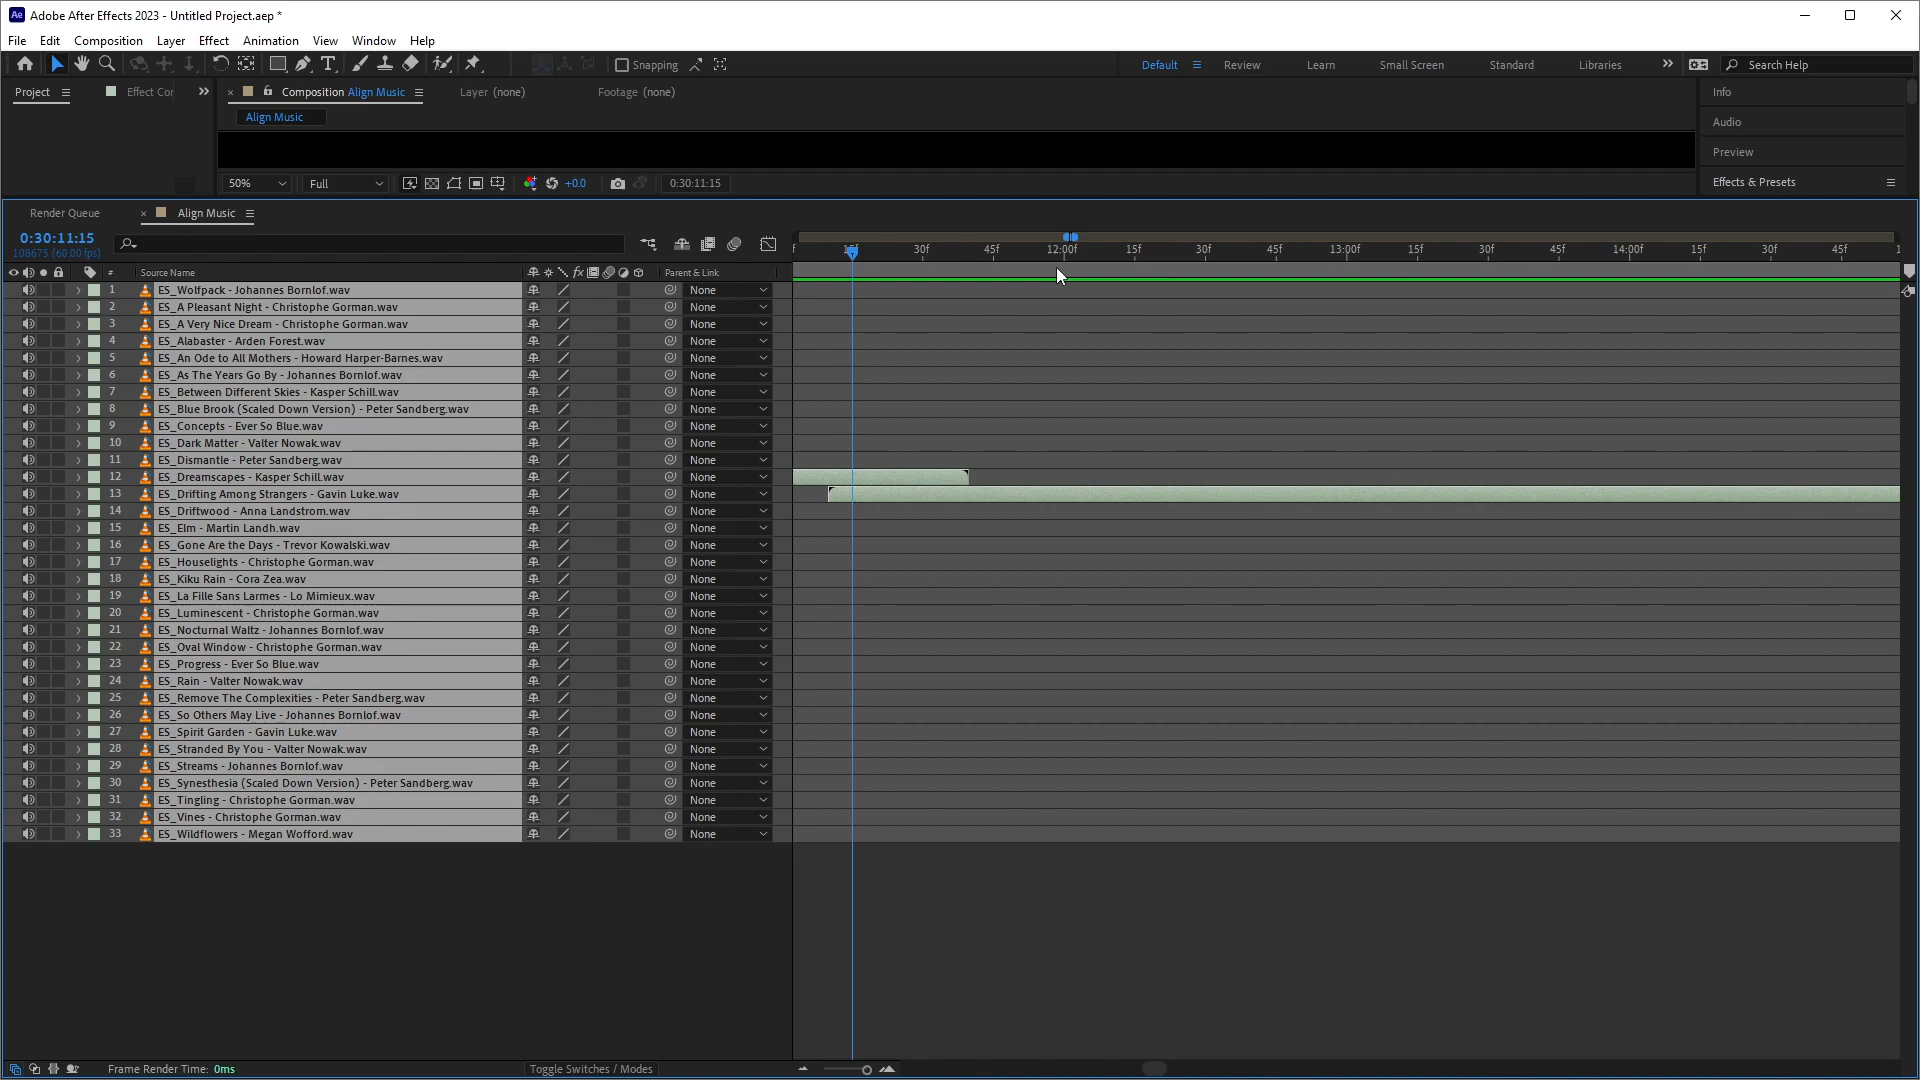 Adobe After Effects 2023 - Untitled Project.aep *
File Edit Composition Layer Effect Animation View Window Help
Snapping Default Review Learn Small Screen Standard Libraries Search Help
Project Effect Cor Composition Align Music Layer (none) Footage (none) Info
Align Music
Audio
Preview
50% Full +0.0 0:30:11:15 Effects & Presets
Render Queue Align Music
0:30:11:15
108675 (60.00 fps)
f 15f 30f 45f 12:00f 15f 30f 45f 13:00f 15f 30f 45f 14:00f 15f 30f 45f 1
# Source Name fx Parent & Link
1 ES_Wolfpack - Johannes Bornlof.wav None
2 ES_A Pleasant Night - Christophe Gorman.wav None
3 ES_A Very Nice Dream - Christophe Gorman.wav None
4 ES_Alabaster - Arden Forest.wav None
5 ES_An Ode to All Mothers - Howard Harper-Barnes.wav None
6 ES_As The Years Go By - Johannes Bornlof.wav None
7 ES_Between Different Skies - Kasper Schill.wav None
8 ES_Blue Brook (Scaled Down Version) - Peter Sandberg.wav None
9 ES_Concepts - Ever So Blue.wav None
10 ES_Dark Matter - Valter Nowak.wav None
11 ES_Dismantle - Peter Sandberg.wav None
12 ES_Dreamscapes - Kasper Schill.wav None
13 ES_Drifting Among Strangers - Gavin Luke.wav None
14 ES_Driftwood - Anna Landstrom.wav None
15 ES_Elm - Martin Landh.wav None
16 ES_Gone Are the Days - Trevor Kowalski.wav None
17 ES_Houselights - Christophe Gorman.wav None
18 ES_Kiku Rain - Cora Zea.wav None
19 ES_La Fille Sans Larmes - Lo Mimieux.wav None
20 ES_Luminescent - Christophe Gorman.wav None
21 ES_Nocturnal Waltz - Johannes Bornlof.wav None
22 ES_Oval Window - Christophe Gorman.wav None
23 ES_Progress - Ever So Blue.wav None
24 ES_Rain - Valter Nowak.wav None
25 ES_Remove The Complexities - Peter Sandberg.wav None
26 ES_So Others May Live - Johannes Bornlof.wav None
27 ES_Spirit Garden - Gavin Luke.wav None
28 ES_Stranded By You - Valter Nowak.wav None
29 ES_Streams - Johannes Bornlof.wav None
30 ES_Synesthesia (Scaled Down Version) - Peter Sandberg.wav None
31 ES_Tingling - Christophe Gorman.wav None
32 ES_Vines - Christophe Gorman.wav None
33 ES_Wildflowers - Megan Wofford.wav None
Frame Render Time: 0ms Toggle Switches / Modes